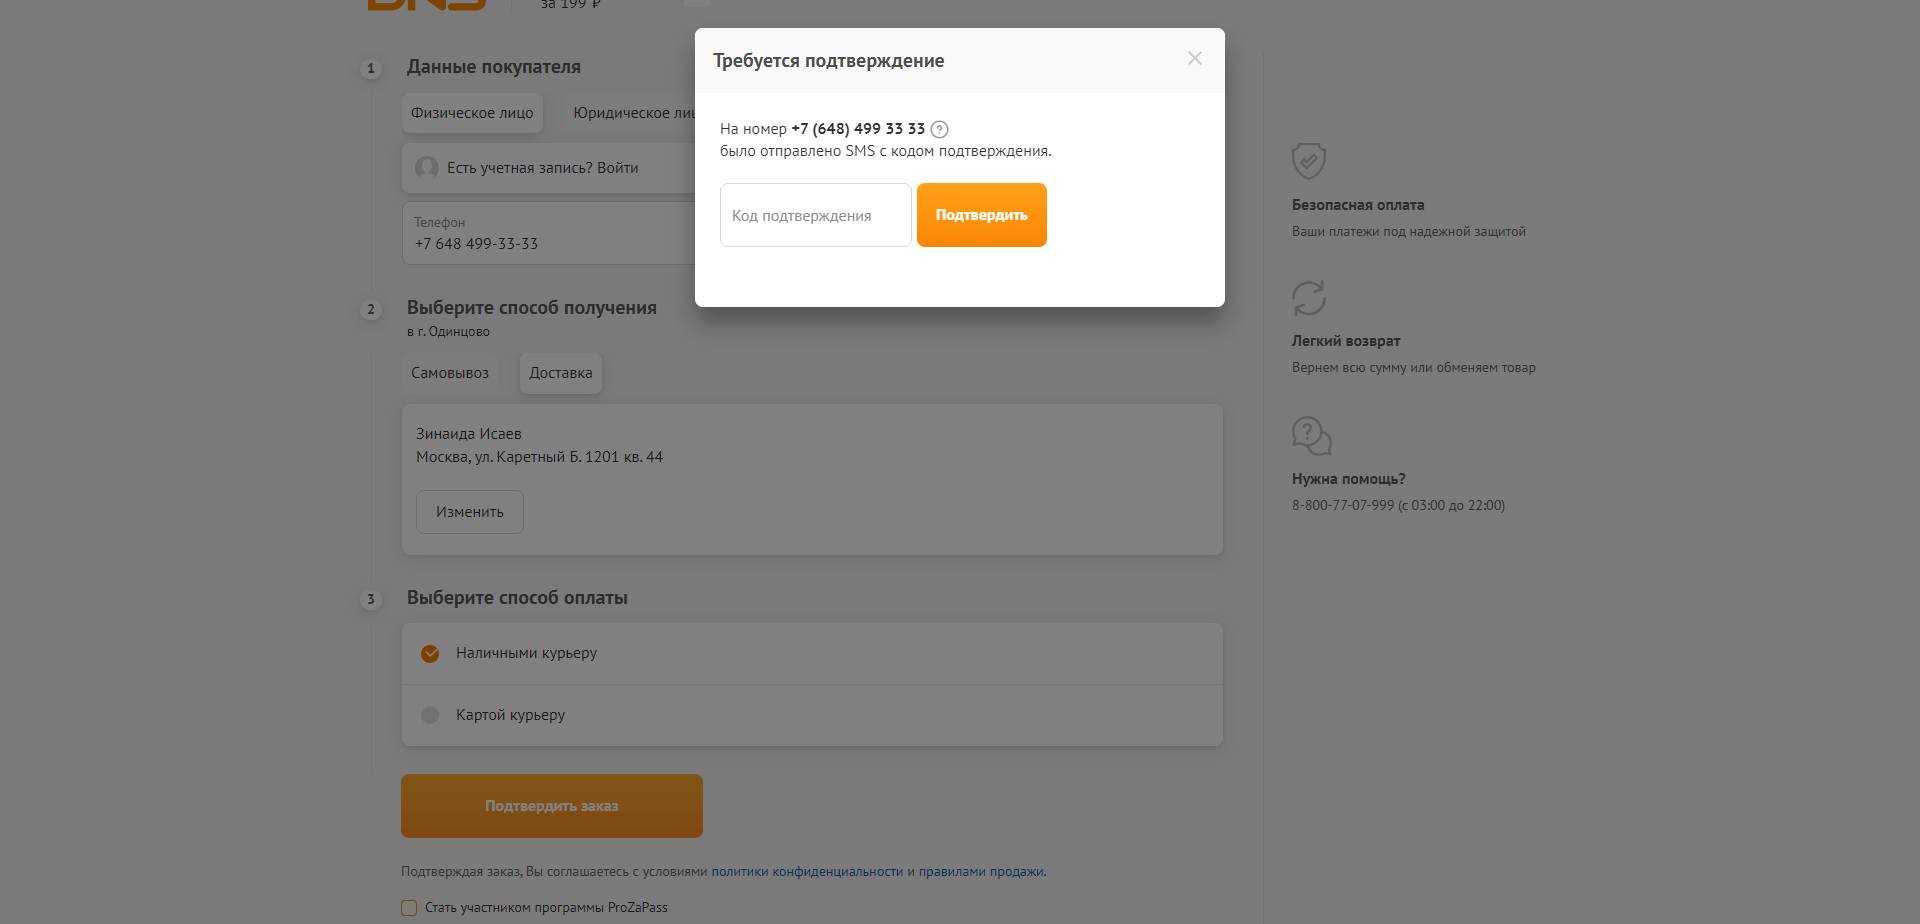 DNS
за 199 ₽
1
Данные покупателя
Физическое лицо
Юридическое
Есть учетная запись? Войти
Телефон
+7 648 499-33-33
Требуется подтверждение
На номер +7 (648) 499 33 33 ?
было отправлено SMS с кодом подтверждения.
Код подтверждения
Подтвердить
2
Выберите способ получения
в г. Одинцово
Самовывоз
Доставка
Зинаида Исаев
Москва, ул. Каретный Б. 1201 кв. 44
Изменить
3
Выберите способ оплаты
Наличными курьеру
Картой курьеру
Подтвердить заказ
Подтверждая заказ, Вы соглашаетесь с условиями политики конфиденциальности и правилами продажи.
Стать участником программы ProZaPass
Безопасная оплата
Ваши платежи под надежной защитой
Легкий возврат
Вернем всю сумму или обменяем товар
?
Нужна помощь?
8-800-77-07-999 (с 03:00 до 22:00)